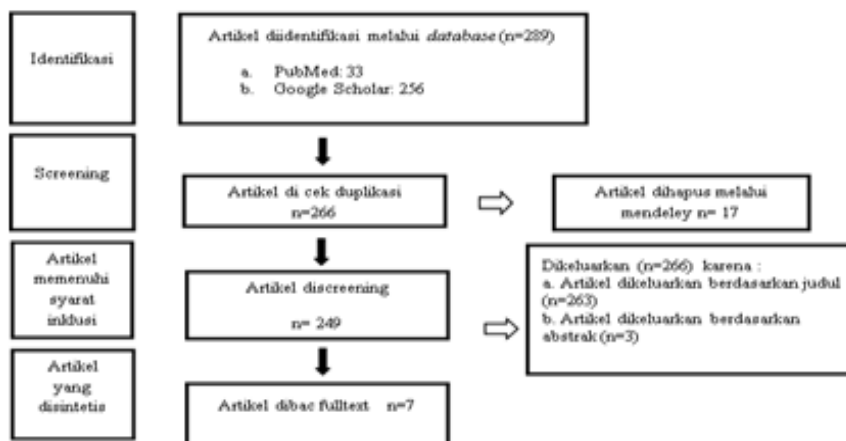 Identifikasi
Artikel diidentifikasi melalui database (n=289)
a. PubMed: 33
b. Google Scholar: 256
Screening
Artikel di cek duplikasi
n=266
Artikel dihapus melalui
mendeley n= 17
Artikel
memenuhi
syarat
inklusi
Artikel discreening
n= 249
Dikeluarkan (n=266) karena :
a. Artikel dikeluarkan berdasarkan judul
(n=263)
b. Artikel dikeluarkan berdasarkan
abstrak (n=3)
Artikel
yang
disintetis
Artikel dibac fulltext n=7